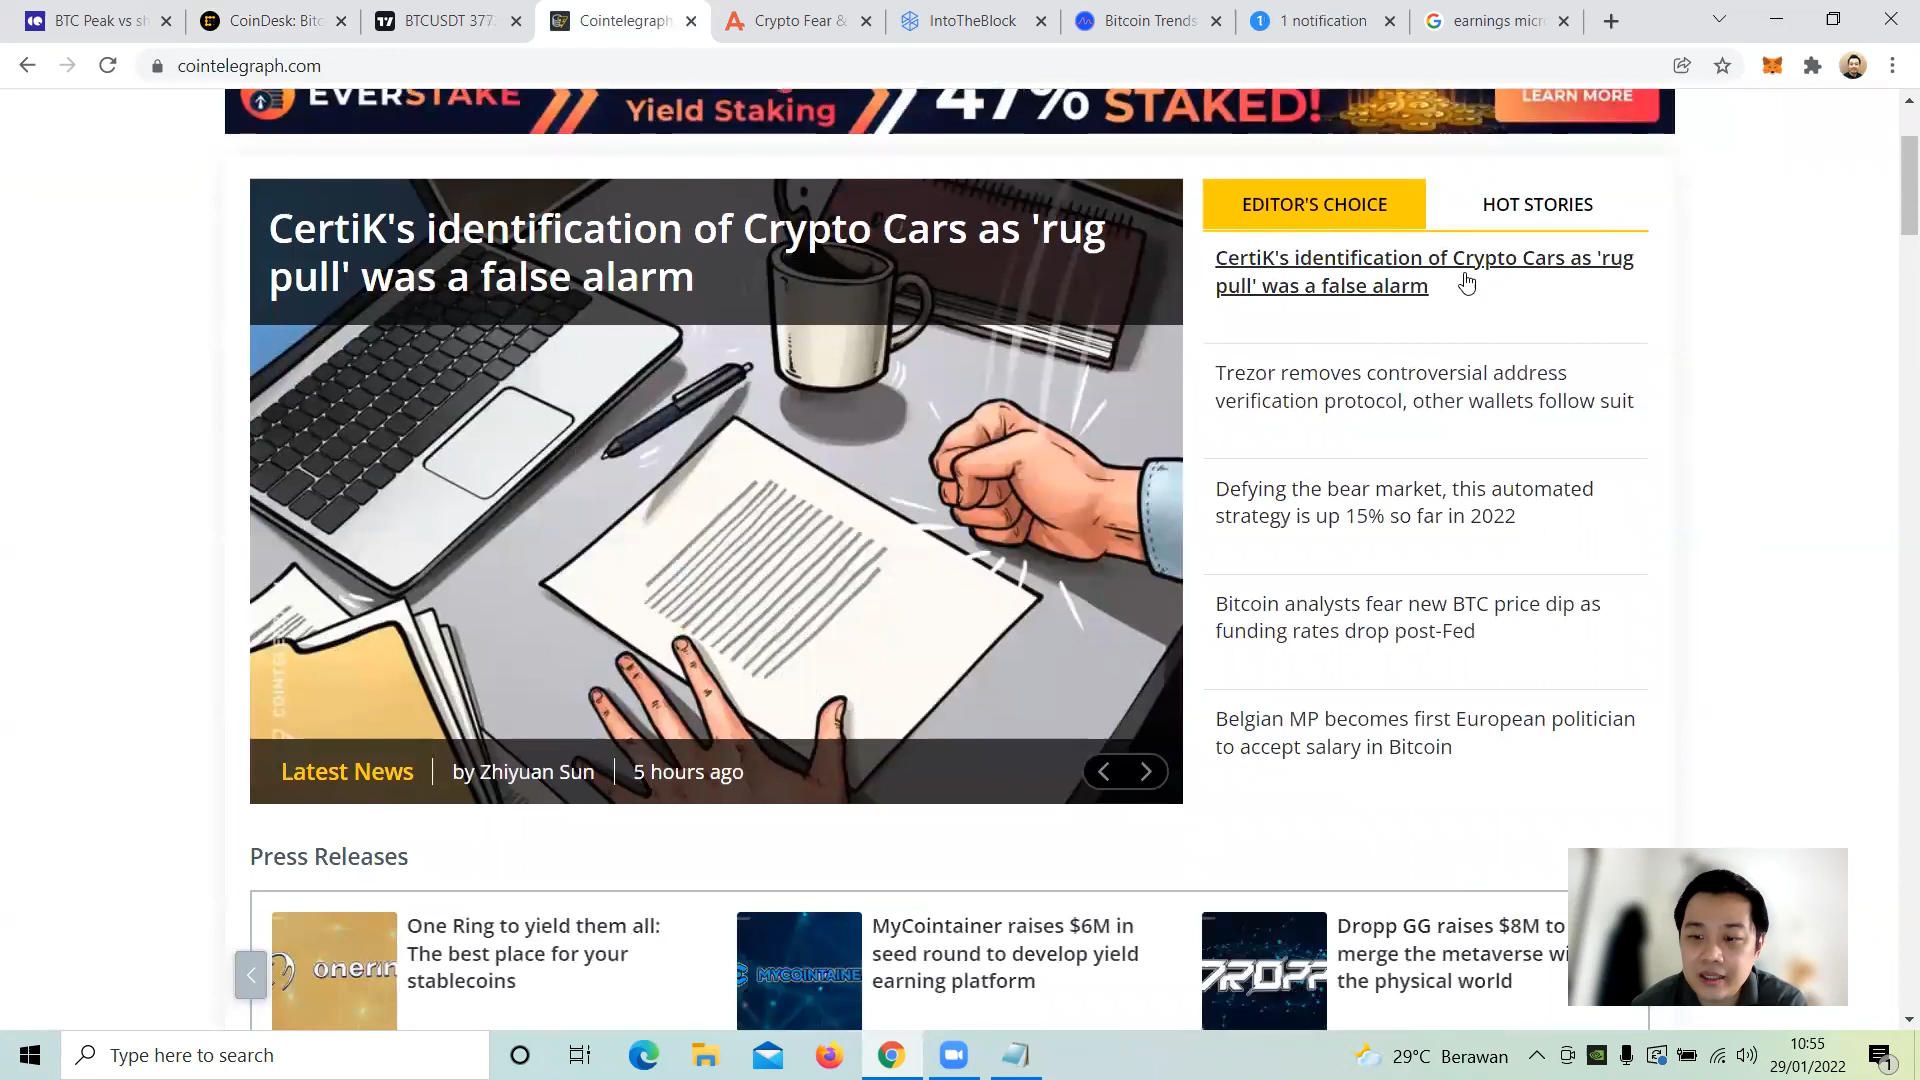 BTC Peak vs sh
CoinDesk: Bitc
BTCUSDT 377
Cointelegraph
Crypto Fear &
IntoTheBlock
Bitcoin Trends
1 notification
earnings micr
cointelegraph.com
EVERSTAKE
Yield Staking
47%
STAKED!
LEARN MORE
CertiK's identification of Crypto Cars as 'rug
pull' was a false alarm
Latest News
by Zhiyuan Sun
5 hours ago
EDITOR'S CHOICE
HOT STORIES
CertiK's identification of Crypto Cars as 'rug
pull' was a false alarm
Trezor removes controversial address
verification protocol, other wallets follow suit
Defying the bear market, this automated
strategy is up 15% so far in 2022
Bitcoin analysts fear new BTC price dip as
funding rates drop post-Fed
Belgian MP becomes first European politician
to accept salary in Bitcoin
Press Releases
onerin
One Ring to yield them all:
The best place for your
stablecoins
MYCOINTAINE
MyCointainer raises $6M in
seed round to develop yield
earning platform
DROPP
Dropp GG raises $8M to
merge the metaverse wi
the physical world
Type here to search
29°C Berawan
10:55
29/01/2022
1